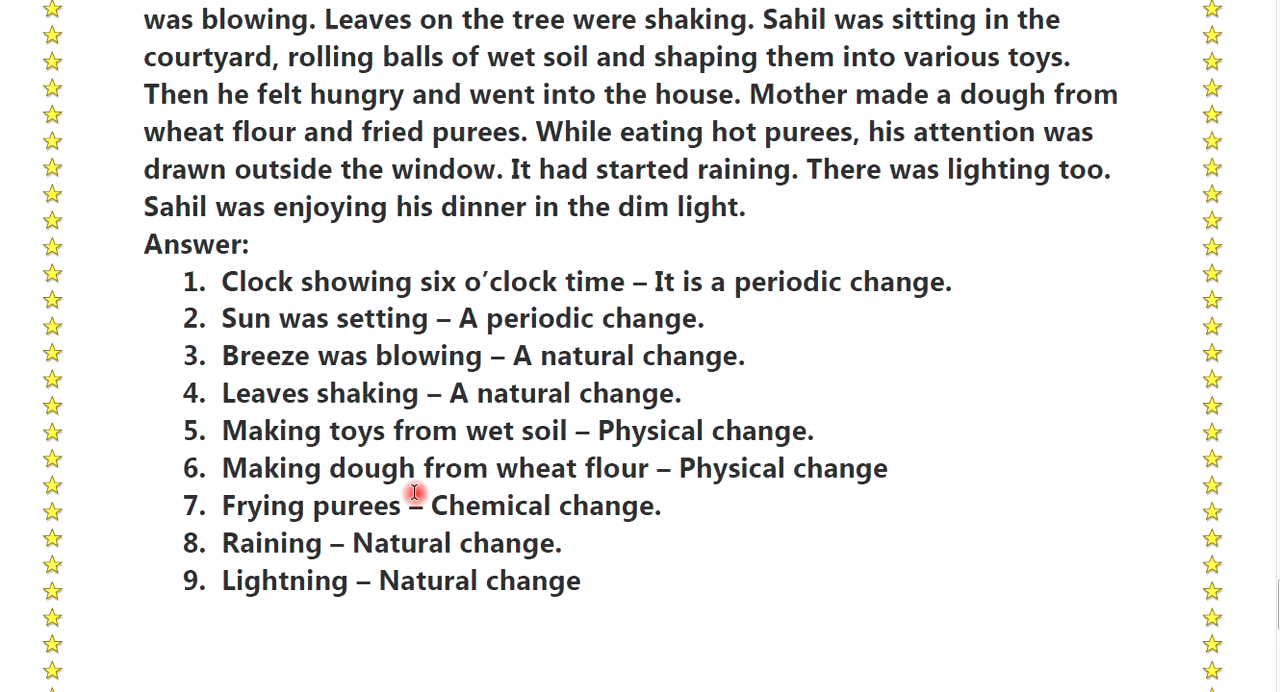 was blowing. Leaves on the tree were shaking. Sahil was sitting in the
courtyard, rolling balls of wet soil and shaping them into various toys.
Then he felt hungry and went into the house. Mother made a dough from
wheat flour and fried purees. While eating hot purees, his attention was
drawn outside the window. It had started raining. There was lighting too.
Sahil was enjoying his dinner in the dim light.
Answer:
1. Clock showing six o’clock time – It is a periodic change.
2. Sun was setting – A periodic change.
3. Breeze was blowing – A natural change.
4. Leaves shaking – A natural change.
5. Making toys from wet soil – Physical change.
6. Making dough from wheat flour – Physical change
7. Frying purees – Chemical change.
8. Raining – Natural change.
9. Lightning – Natural change